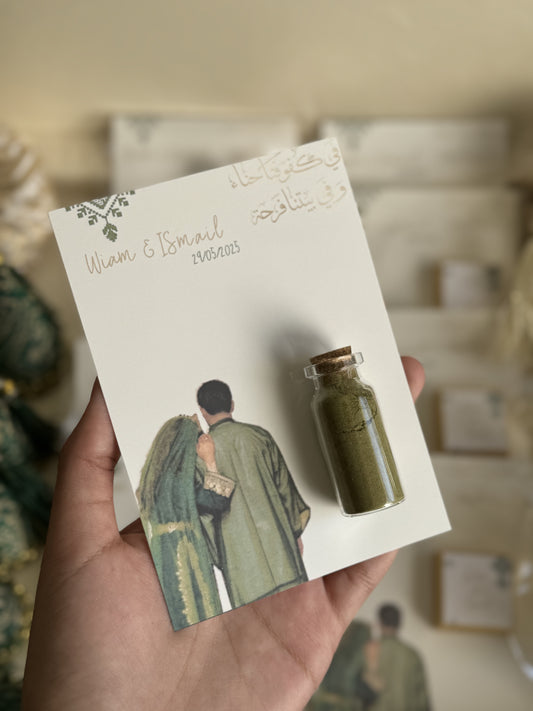 في كفوفنا حناء
وفي بيتنا فرحة
Wiam & ISmail
29/05/2025